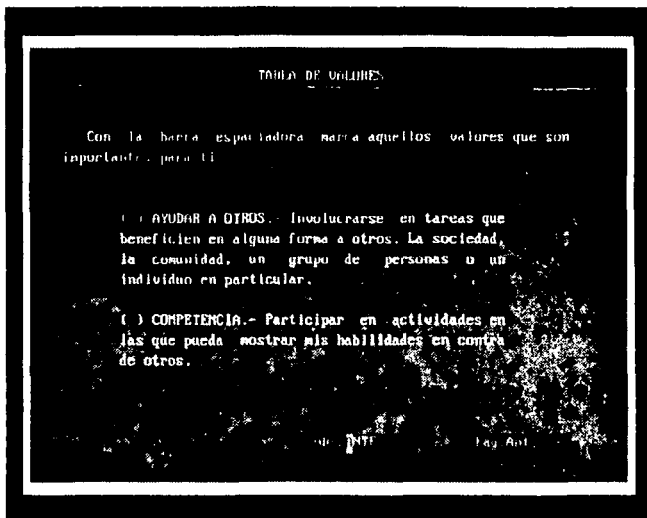 TABLA DE VALORES
Con la barra espaciadora marca aquellos valores que son
importantes para ti
( ) AYUDAR A OTROS.- Involucrarse en tareas que
beneficien en alguna forma a otros. La sociedad,
la comunidad, un grupo de personas o un
individuo en particular.
( ) COMPETENCIA.- Participar en actividades en
las que pueda mostrar mis habilidades en contra
de otros.
Pag.Ant.